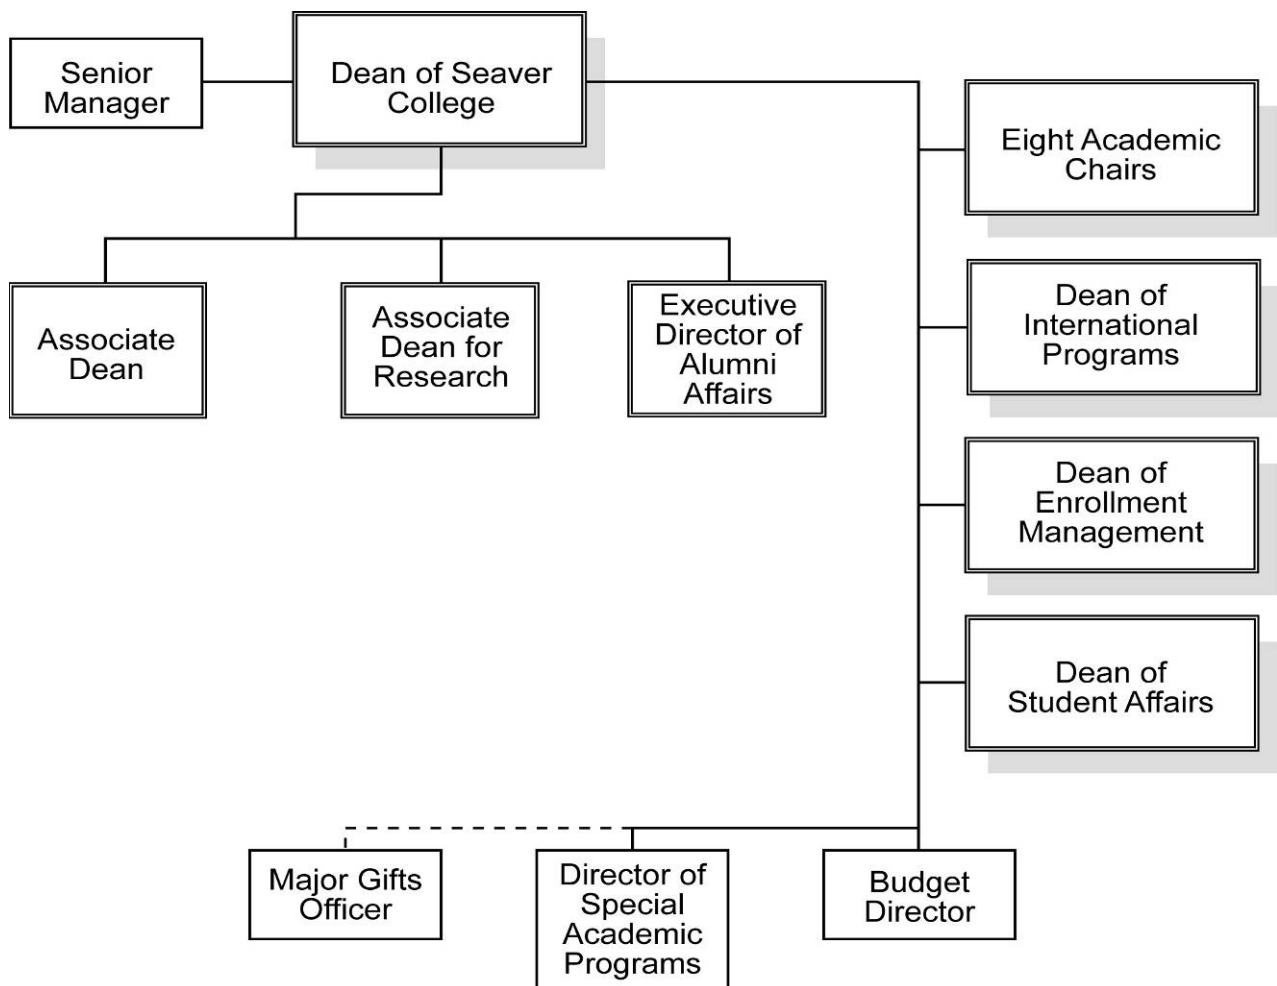 Senior
Manager
Dean of Seaver
College
Eight Academic
Chairs
Dean of
International
Programs
Associate
Dean
Associate
Dean for
Research
Executive
Director of
Alumni
Affairs
Dean of
Enrollment
Management
Dean of
Student Affairs
Major Gifts
Officer
Director of
Special
Academic
Programs
Budget
Director